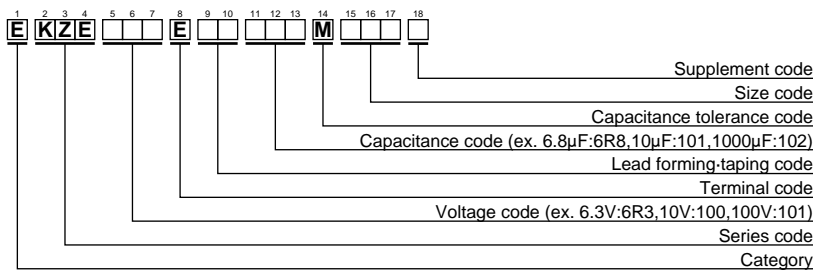 1 2 3 4 5 6 7 8 9 10 11 12 13 14 15 16 17 18
E K Z E E M
Supplement code
Size code
Capacitance tolerance code
Capacitance code (ex. 6.8µF:6R8,10µF:101,1000µF:102)
Lead forming·taping code
Terminal code
Voltage code (ex. 6.3V:6R3,10V:100,100V:101)
Series code
Category